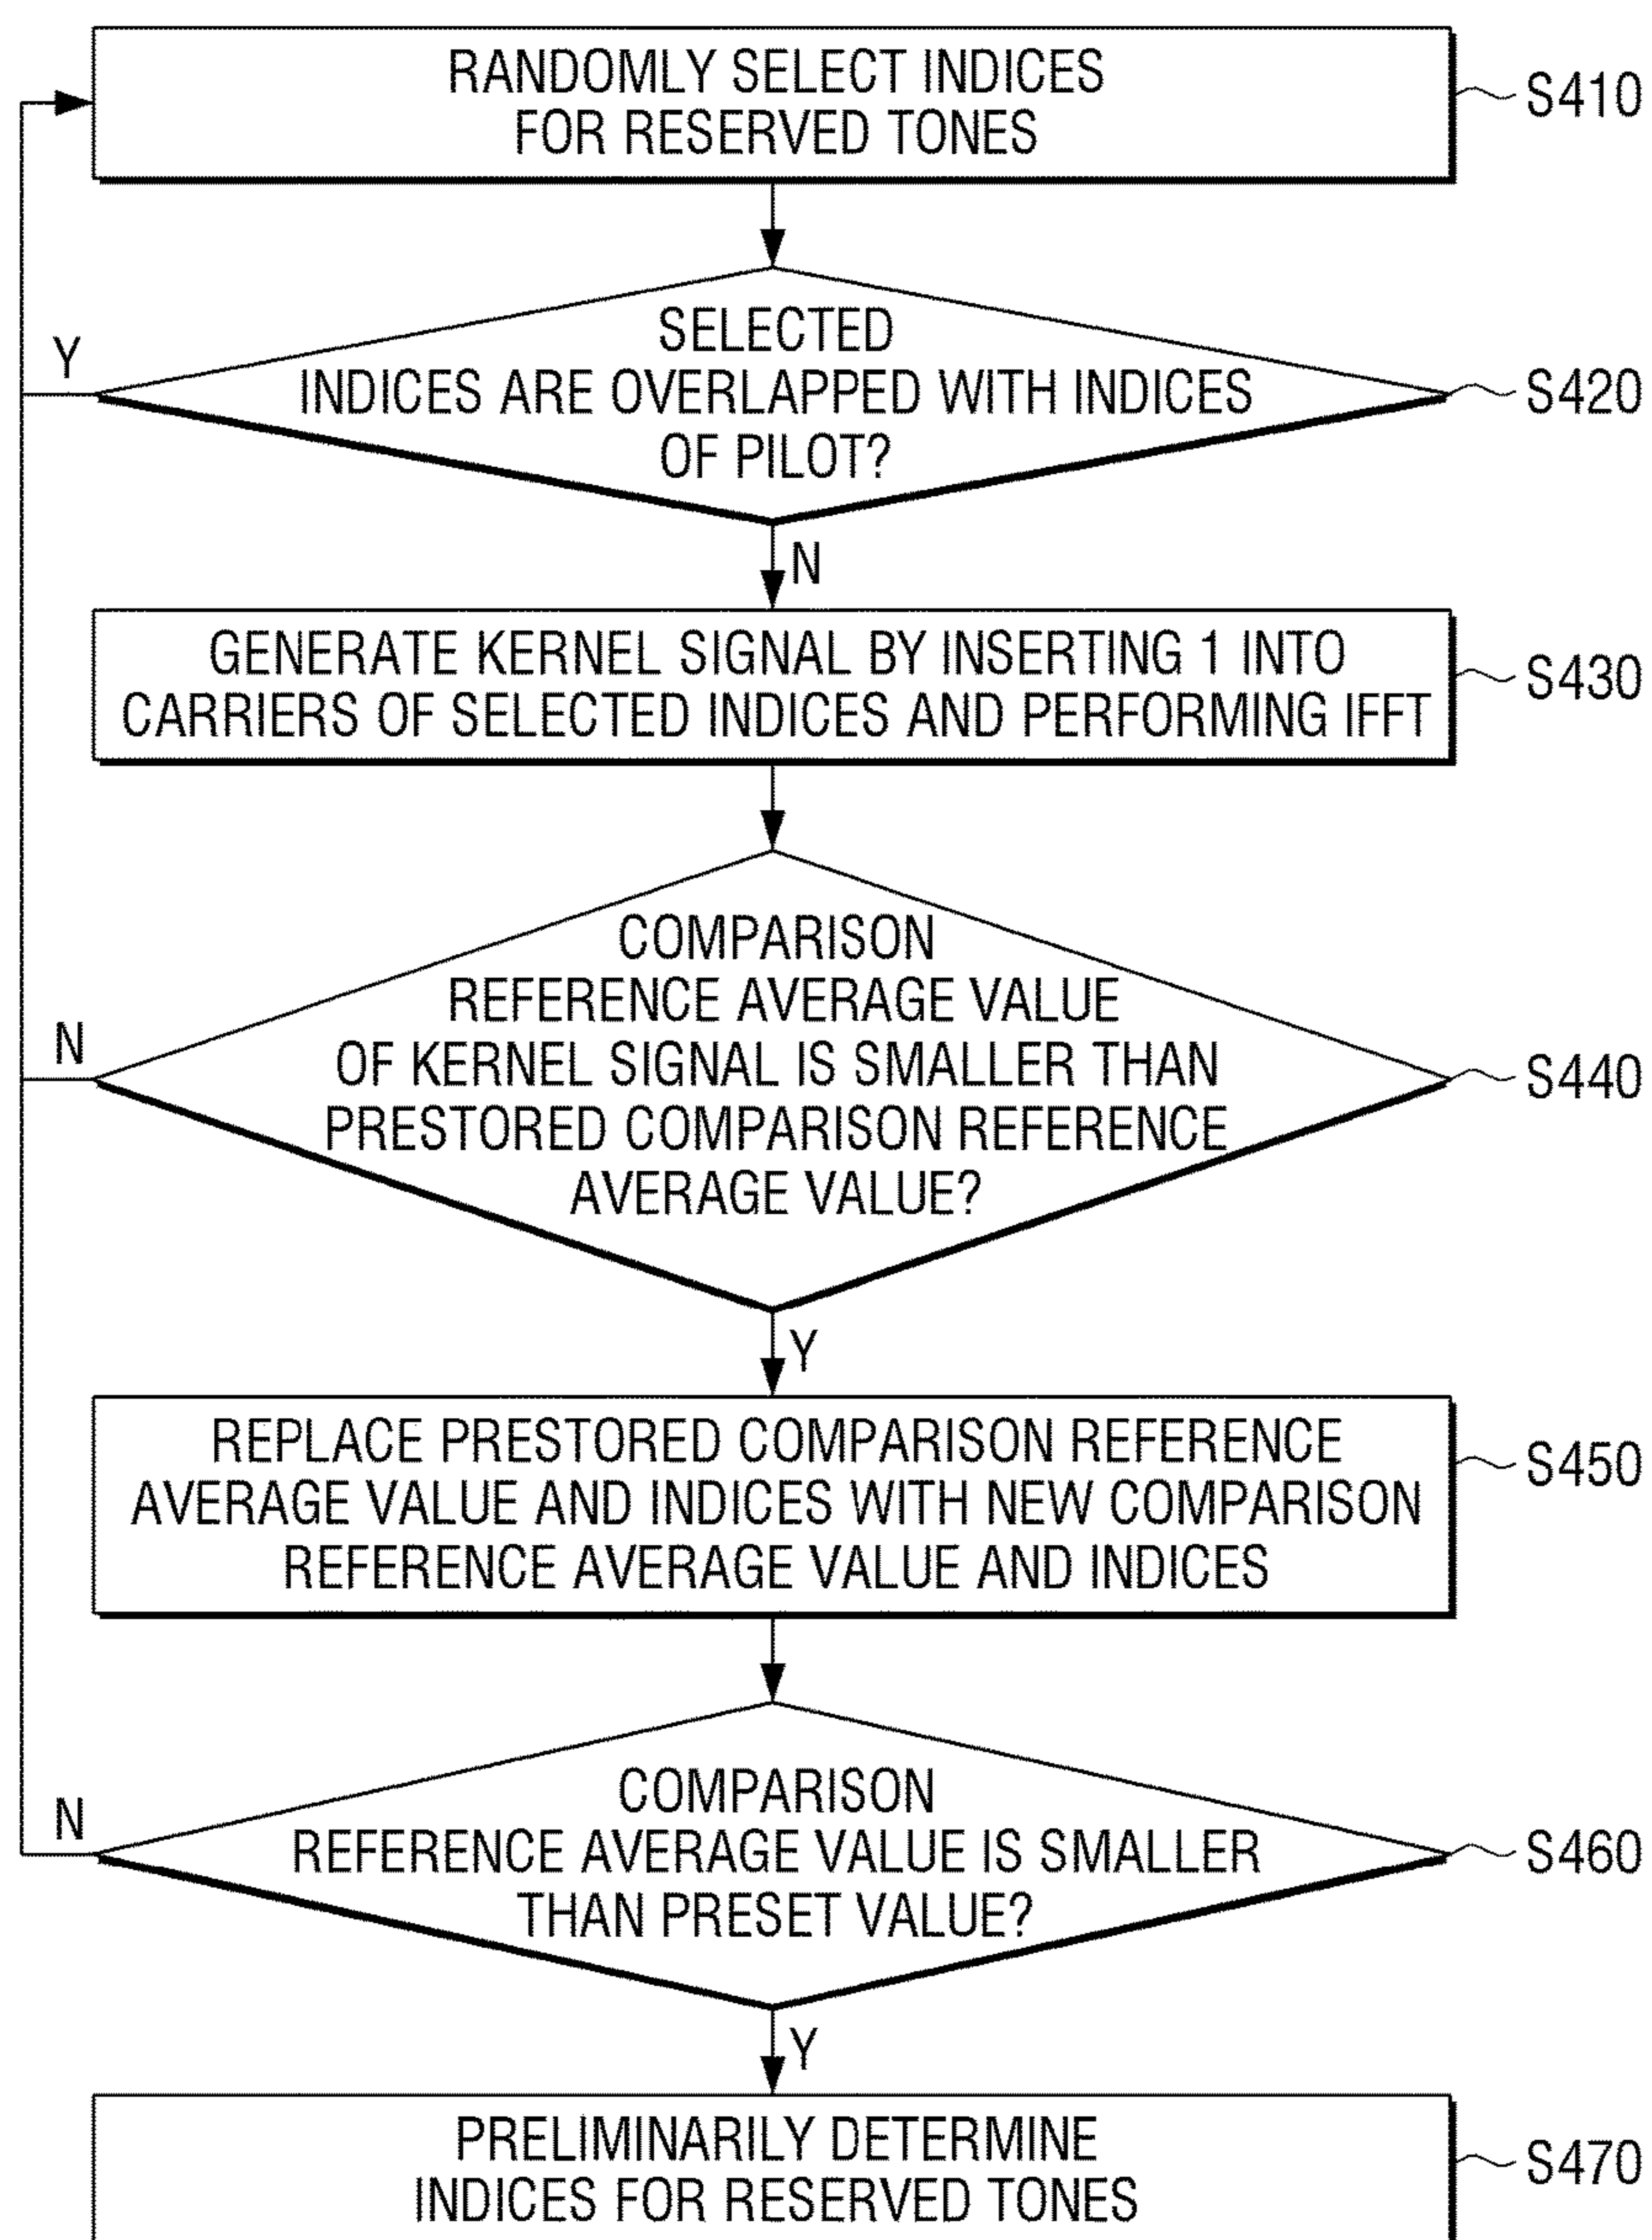 RANDOMLY SELECT INDICES
FOR RESERVED TONES
S410
SELECTED
INDICES ARE OVERLAPPED WITH INDICES
OF PILOT?
S420
Y
N
GENERATE KERNEL SIGNAL BY INSERTING 1 INTO
CARRIERS OF SELECTED INDICES AND PERFORMING IFFT
S430
COMPARISON
REFERENCE AVERAGE VALUE
OF KERNEL SIGNAL IS SMALLER THAN
PRESTORED COMPARISON REFERENCE
AVERAGE VALUE?
S440
N
Y
REPLACE PRESTORED COMPARISON REFERENCE
AVERAGE VALUE AND INDICES WITH NEW COMPARISON
REFERENCE AVERAGE VALUE AND INDICES
S450
COMPARISON
REFERENCE AVERAGE VALUE IS SMALLER
THAN PRESET VALUE?
S460
N
Y
PRELIMINARILY DETERMINE
INDICES FOR RESERVED TONES
S470